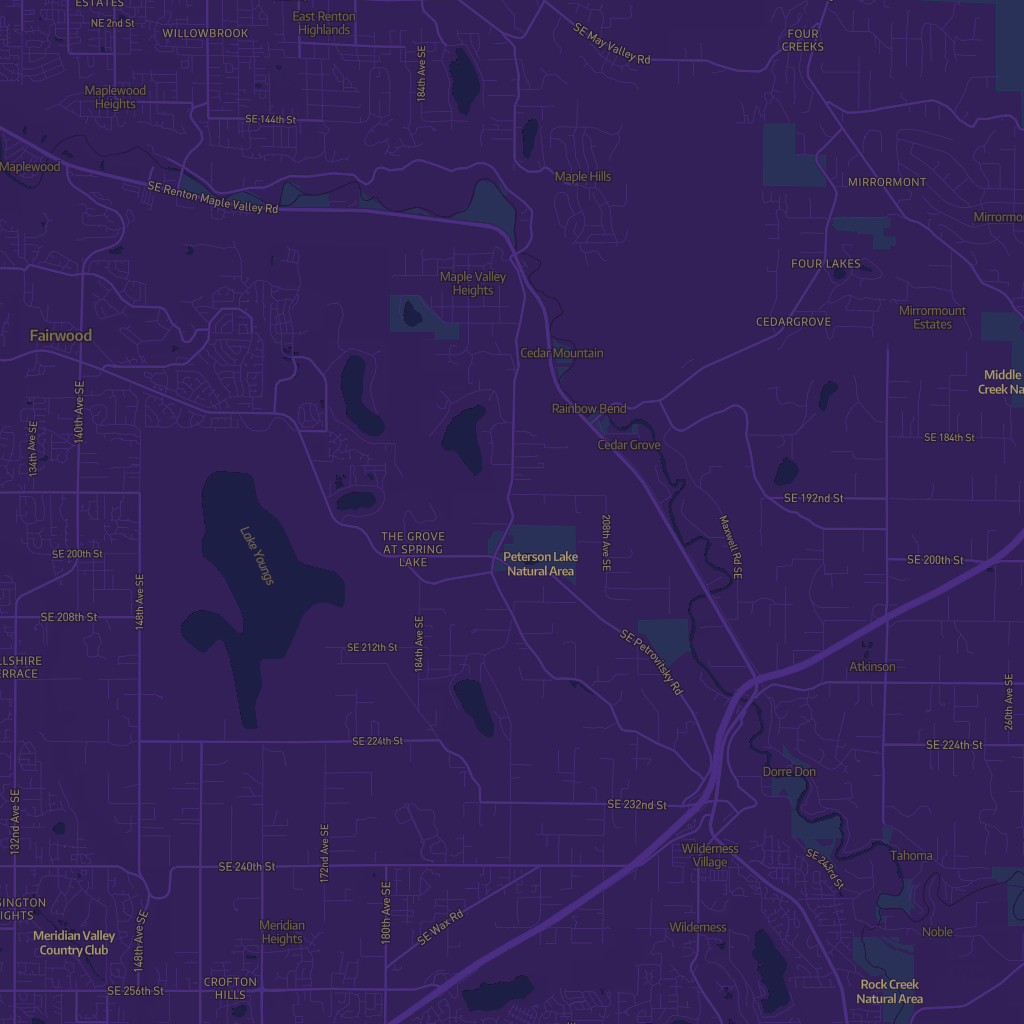 ESTATES
NE 2nd St
WILLOWBROOK
East Renton
Highlands
184th Ave SE
SE May Valley Rd
FOUR
CREEKS
Maplewood
Heights
SE 144th St
Maplewood
SE Renton Maple Valley Rd
Maple Hills
MIRRORMONT
Mirrormo
FOUR LAKES
Maple Valley
Heights
Mirrormount
Estates
CEDARGROVE
Fairwood
Cedar Mountain
Middle
Creek Na
140th Ave SE
134th Ave SE
Rainbow Bend
Cedar Grove
SE 184th St
SE 192nd St
Lake Youngs
THE GROVE
AT SPRING
LAKE
Peterson Lake
Natural Area
208th Ave SE
Maxwell Rd SE
SE 200th St
SE 200th St
148th Ave SE
SE 208th St
184th Ave SE
SE 212th St
SE Petrovitsky Rd
LLSHIRE
ERRACE
Atkinson
260th Ave SE
SE 224th St
SE 224th St
Dorre Don
SE 232nd St
132nd Ave SE
172nd Ave SE
SE 240th St
Wilderness
Village
SE 243rd St
Tahoma
180th Ave SE
SE Wax Rd
SINGTON
IGHTS
Meridian Valley
Country Club
148th Ave SE
Meridian
Heights
Wilderness
Noble
CROFTON
HILLS
SE 256th St
Rock Creek
Natural Area